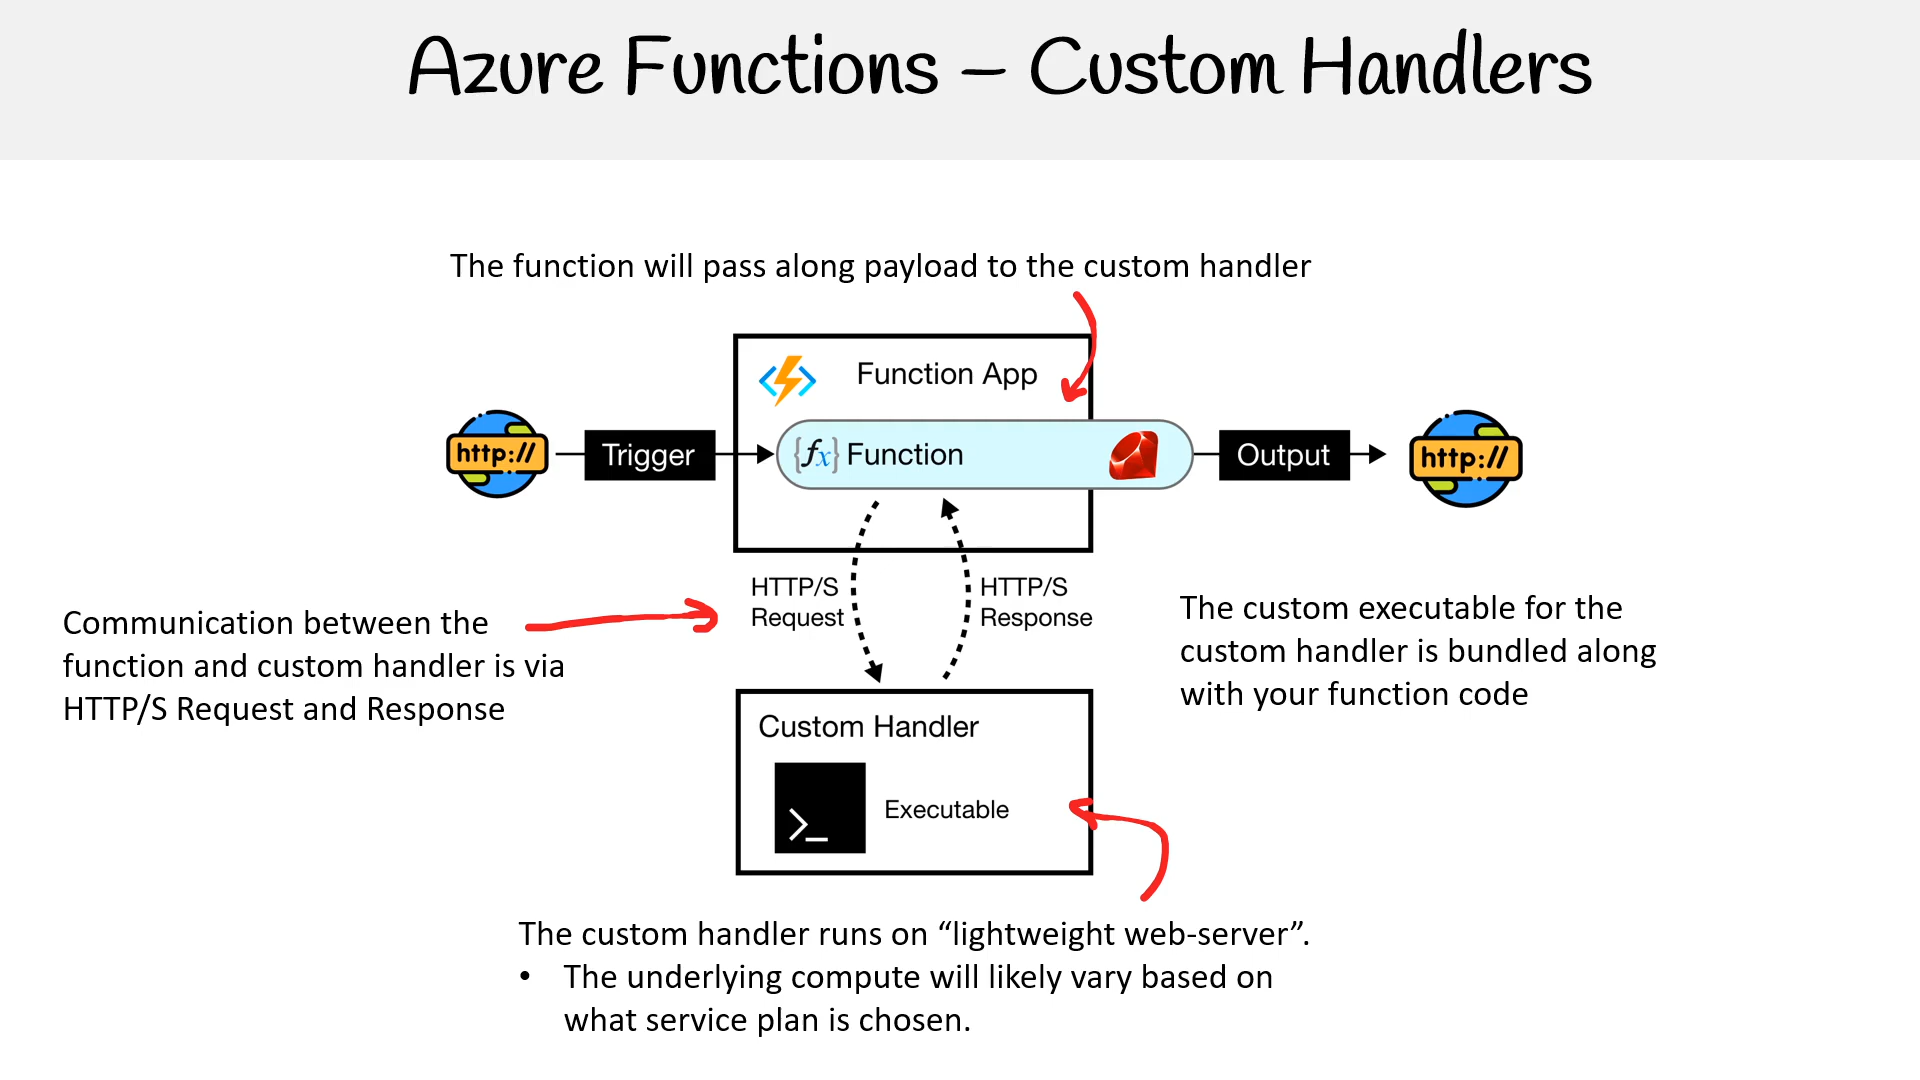 Azure Functions – Custom Handlers
The function will pass along payload to the custom handler
Function App
http://
Trigger
{fx} Function
Output
http://
HTTP/S
Request
HTTP/S
Response
Communication between the
function and custom handler is via
HTTP/S Request and Response
The custom executable for the
custom handler is bundled along
with your function code
Custom Handler
>_
Executable
The custom handler runs on “lightweight web-server”.
• The underlying compute will likely vary based on
what service plan is chosen.